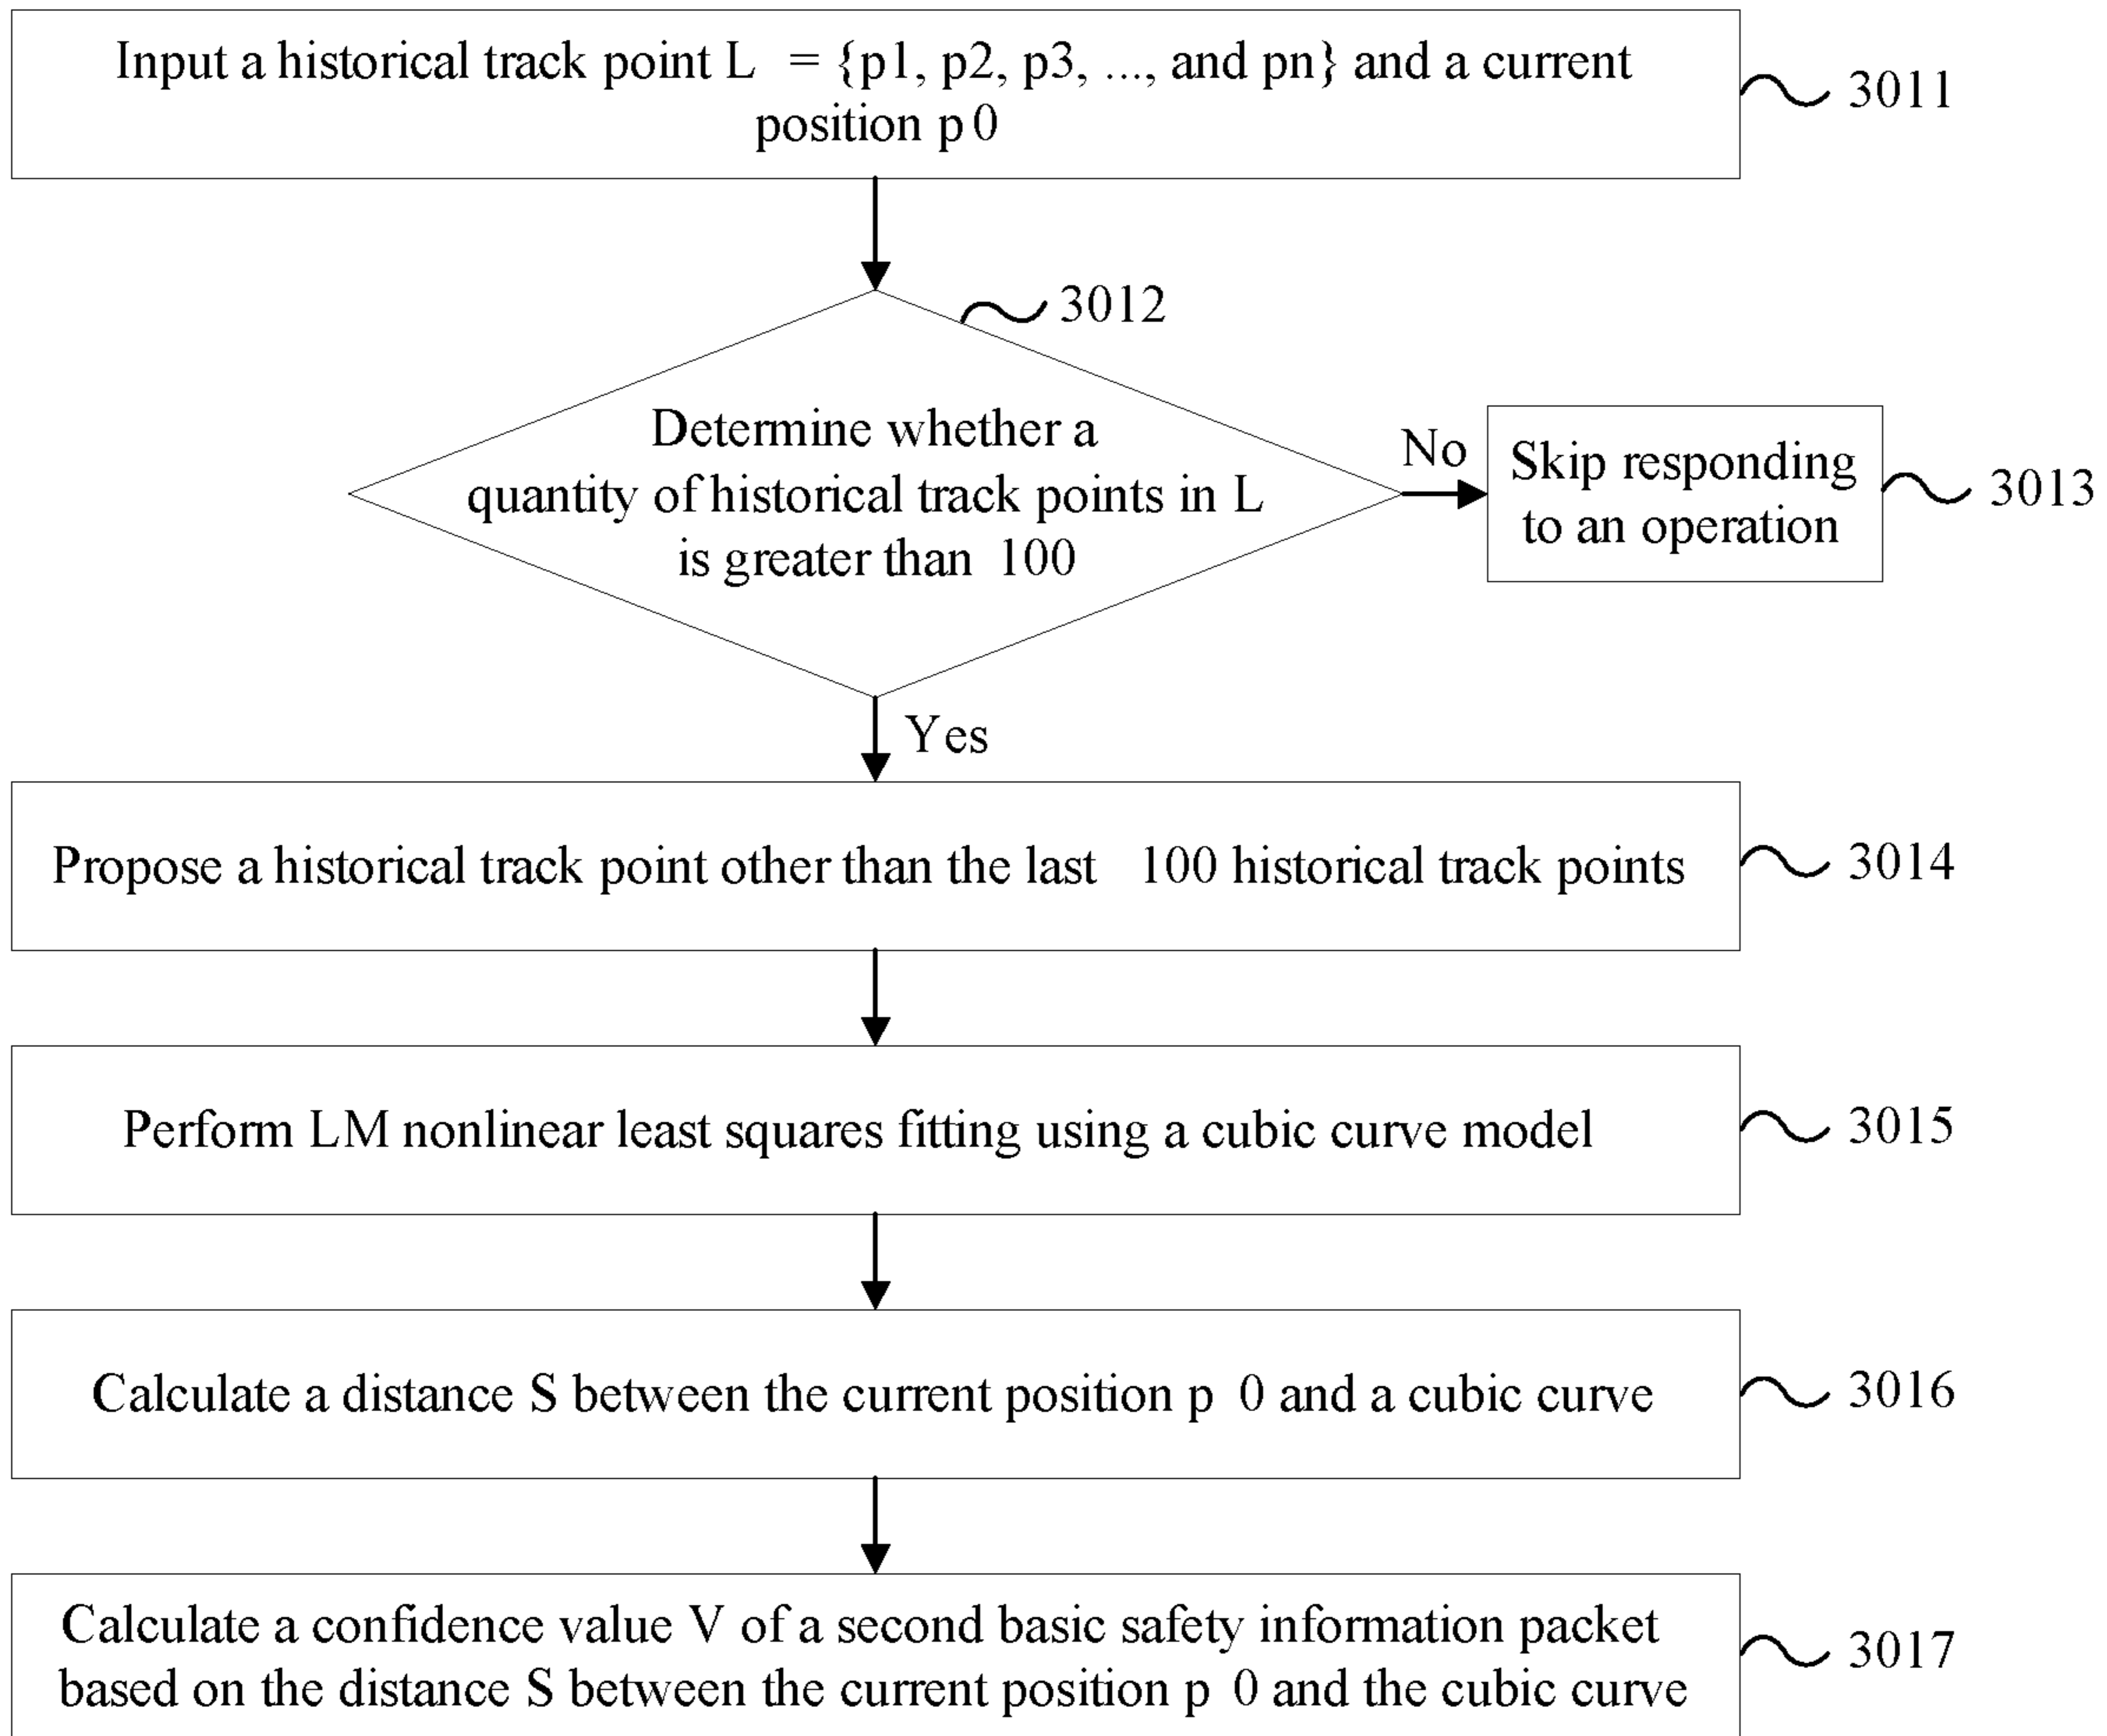 Input a historical track point L = {p1, p2, p3, ..., and pn} and a current
position p 0
3011
3012
Determine whether a
quantity of historical track points in L
is greater than 100
No
Skip responding
to an operation
3013
Yes
Propose a historical track point other than the last 100 historical track points
3014
Perform LM nonlinear least squares fitting using a cubic curve model
3015
Calculate a distance S between the current position p 0 and a cubic curve
3016
Calculate a confidence value V of a second basic safety information packet
based on the distance S between the current position p 0 and the cubic curve
3017